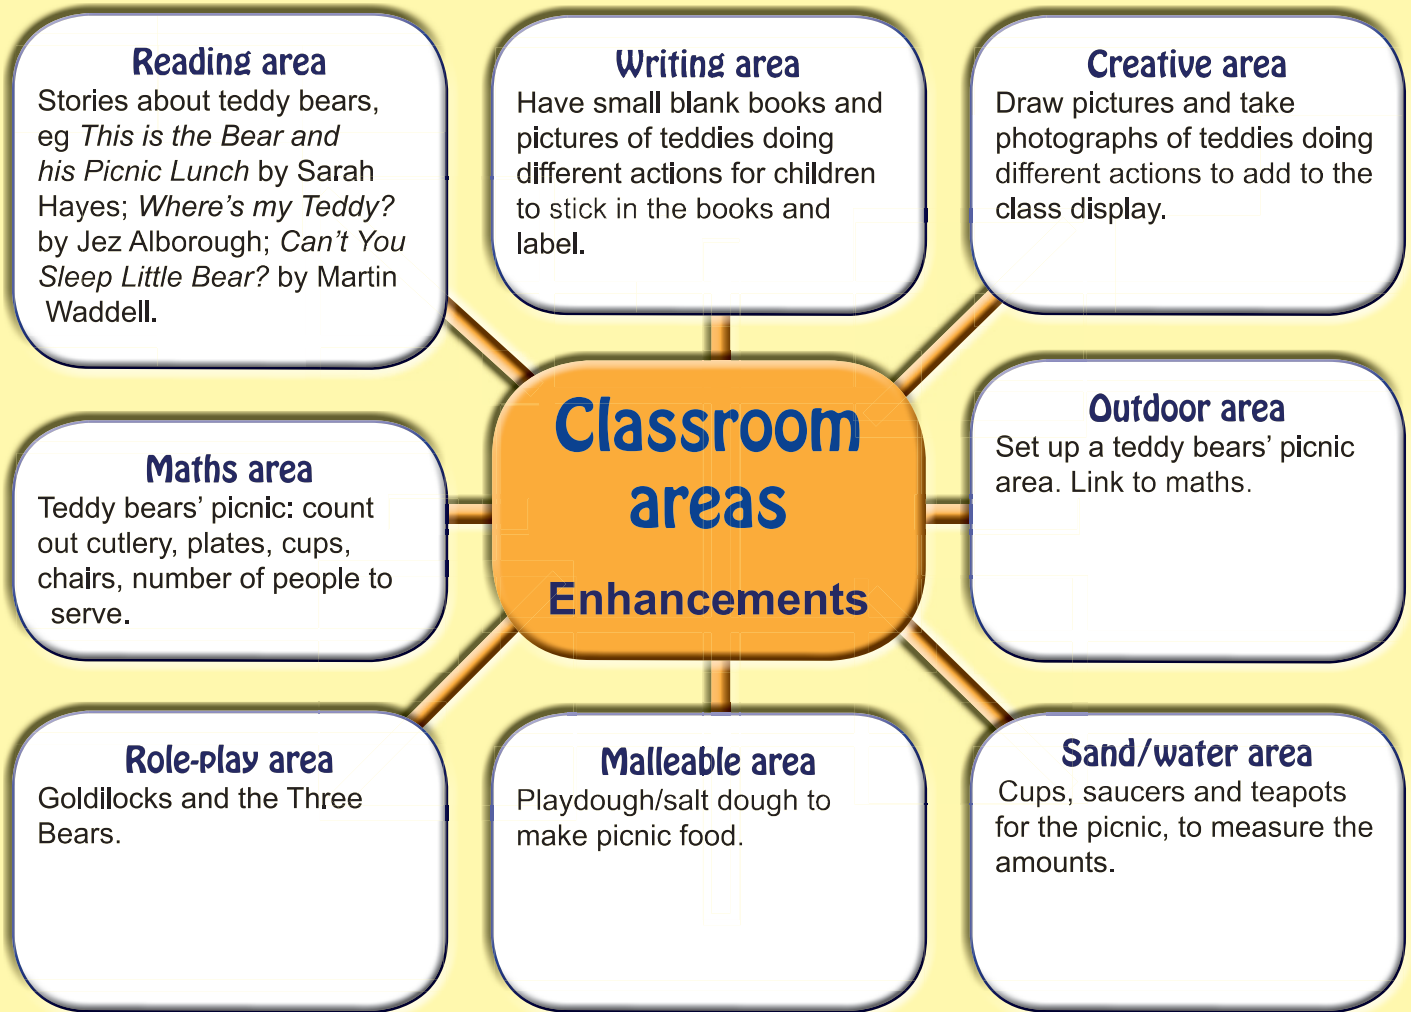 Reading area
Stories about teddy bears,
eg This is the Bear and
his Picnic Lunch by Sarah
Hayes; Where's my Teddy?
by Jez Alborough; Can't You
Sleep Little Bear? by Martin
Waddell.
Writing area
Have small blank books and
pictures of teddies doing
different actions for children
to stick in the books and
label.
Creative area
Draw pictures and take
photographs of teddies doing
different actions to add to the
class display.
Maths area
Teddy bears' picnic: count
out cutlery, plates, cups,
chairs, number of people to
serve.
Classroom
areas
Enhancements
Outdoor area
Set up a teddy bears' picnic
area. Link to maths.
Role-play area
Goldilocks and the Three
Bears.
Malleable area
Playdough/salt dough to
make picnic food.
Sand/water area
Cups, saucers and teapots
for the picnic, to measure the
amounts.